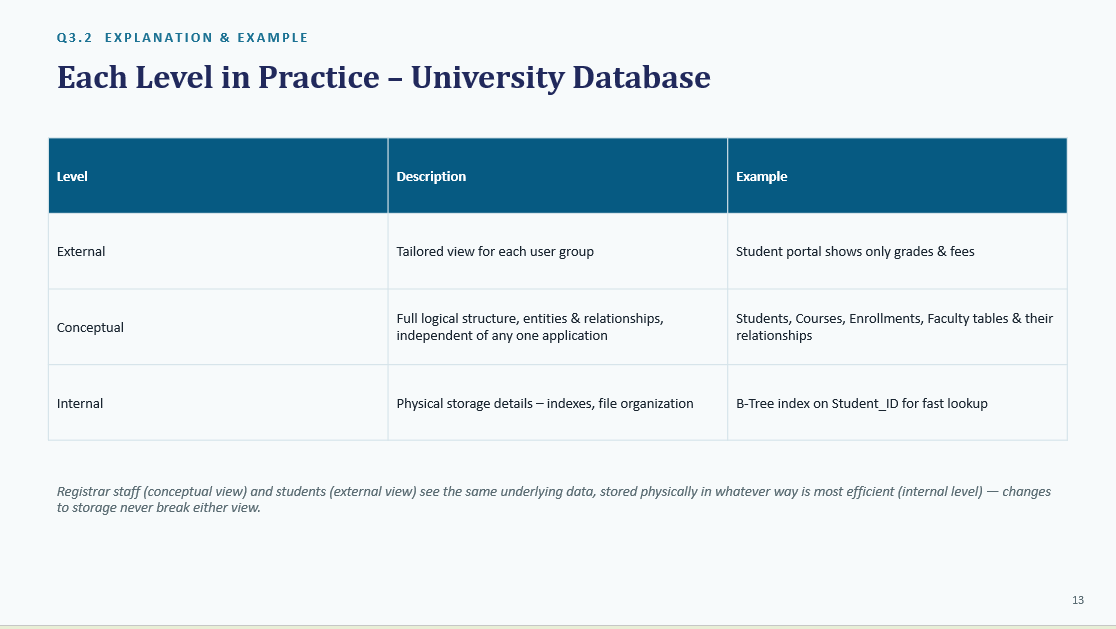 Q3.2 EXPLANATION & EXAMPLE
Each Level in Practice – University Database
Level
Description
Example
External
Tailored view for each user group
Student portal shows only grades & fees
Conceptual
Full logical structure, entities & relationships,
independent of any one application
Students, Courses, Enrollments, Faculty tables & their
relationships
Internal
Physical storage details – indexes, file organization
B-Tree index on Student_ID for fast lookup
Registrar staff (conceptual view) and students (external view) see the same underlying data, stored physically in whatever way is most efficient (internal level) — changes
to storage never break either view.
13